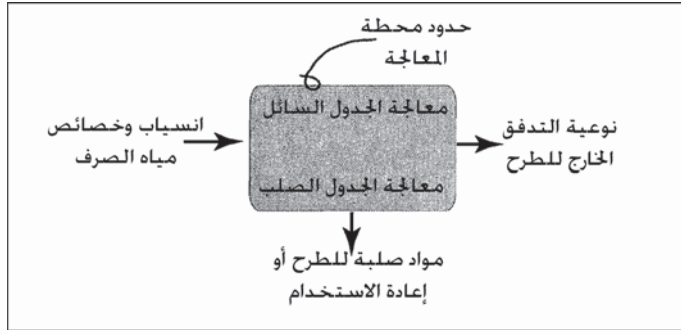 حدود محطة
المعالجة
معالجة الجدول السائل
انسياب وخصائص
مياه الصرف
نوعية التدفق
الخارج للطرح
معالجة الجدول الصلب
مواد صلبة للطرح أو
إعادة الاستخدام